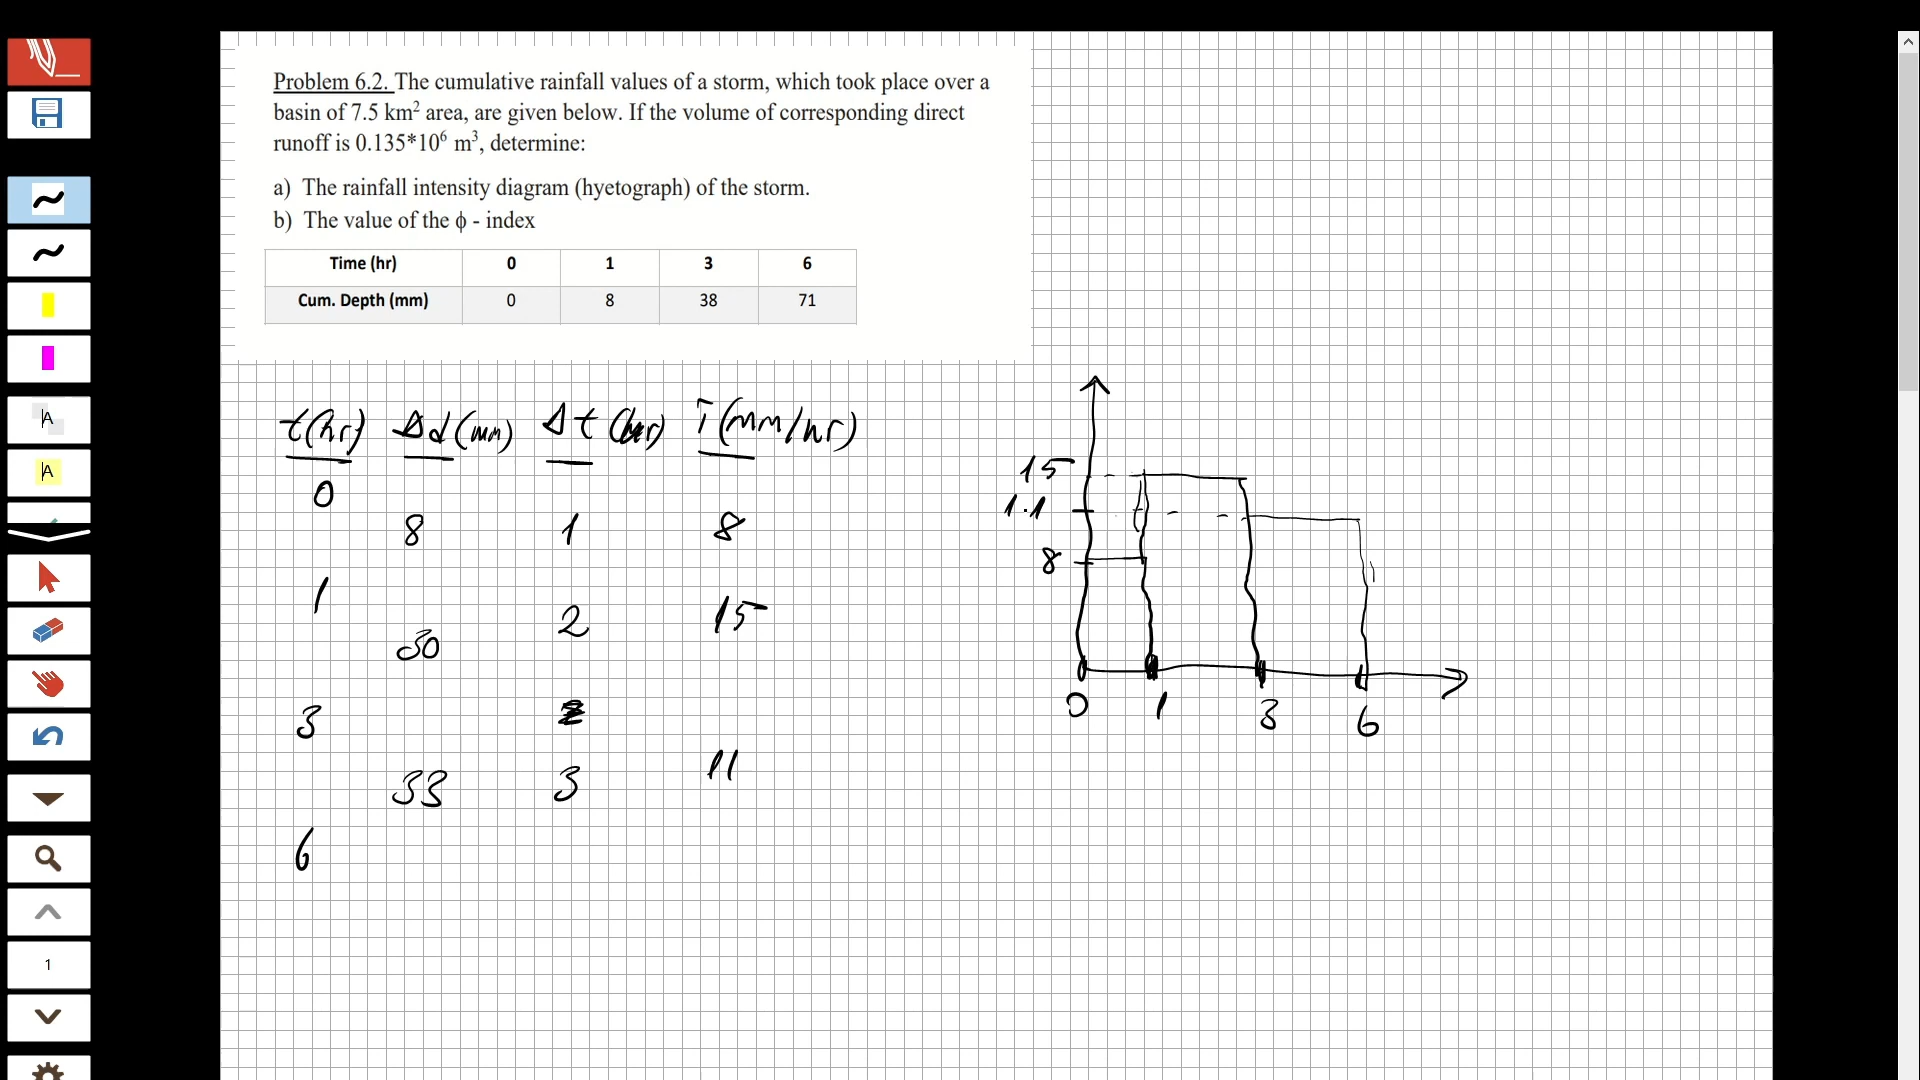 Problem 6.2. The cumulative rainfall values of a storm, which took place over a
basin of 7.5 km² area, are given below. If the volume of corresponding direct
runoff is 0.135*10⁶ m³, determine:
a) The rainfall intensity diagram (hyetograph) of the storm.
b) The value of the ϕ - index
Time (hr) 0 1 3 6
Cum. Depth (mm) 0 8 38 71
t(hr) Δd(mm) Δt(hr) i(mm/hr)
0
8 1 8
1
30 2 15
3
33 3 11
6
15
1.1
8
0 1 3 6
A
A
1